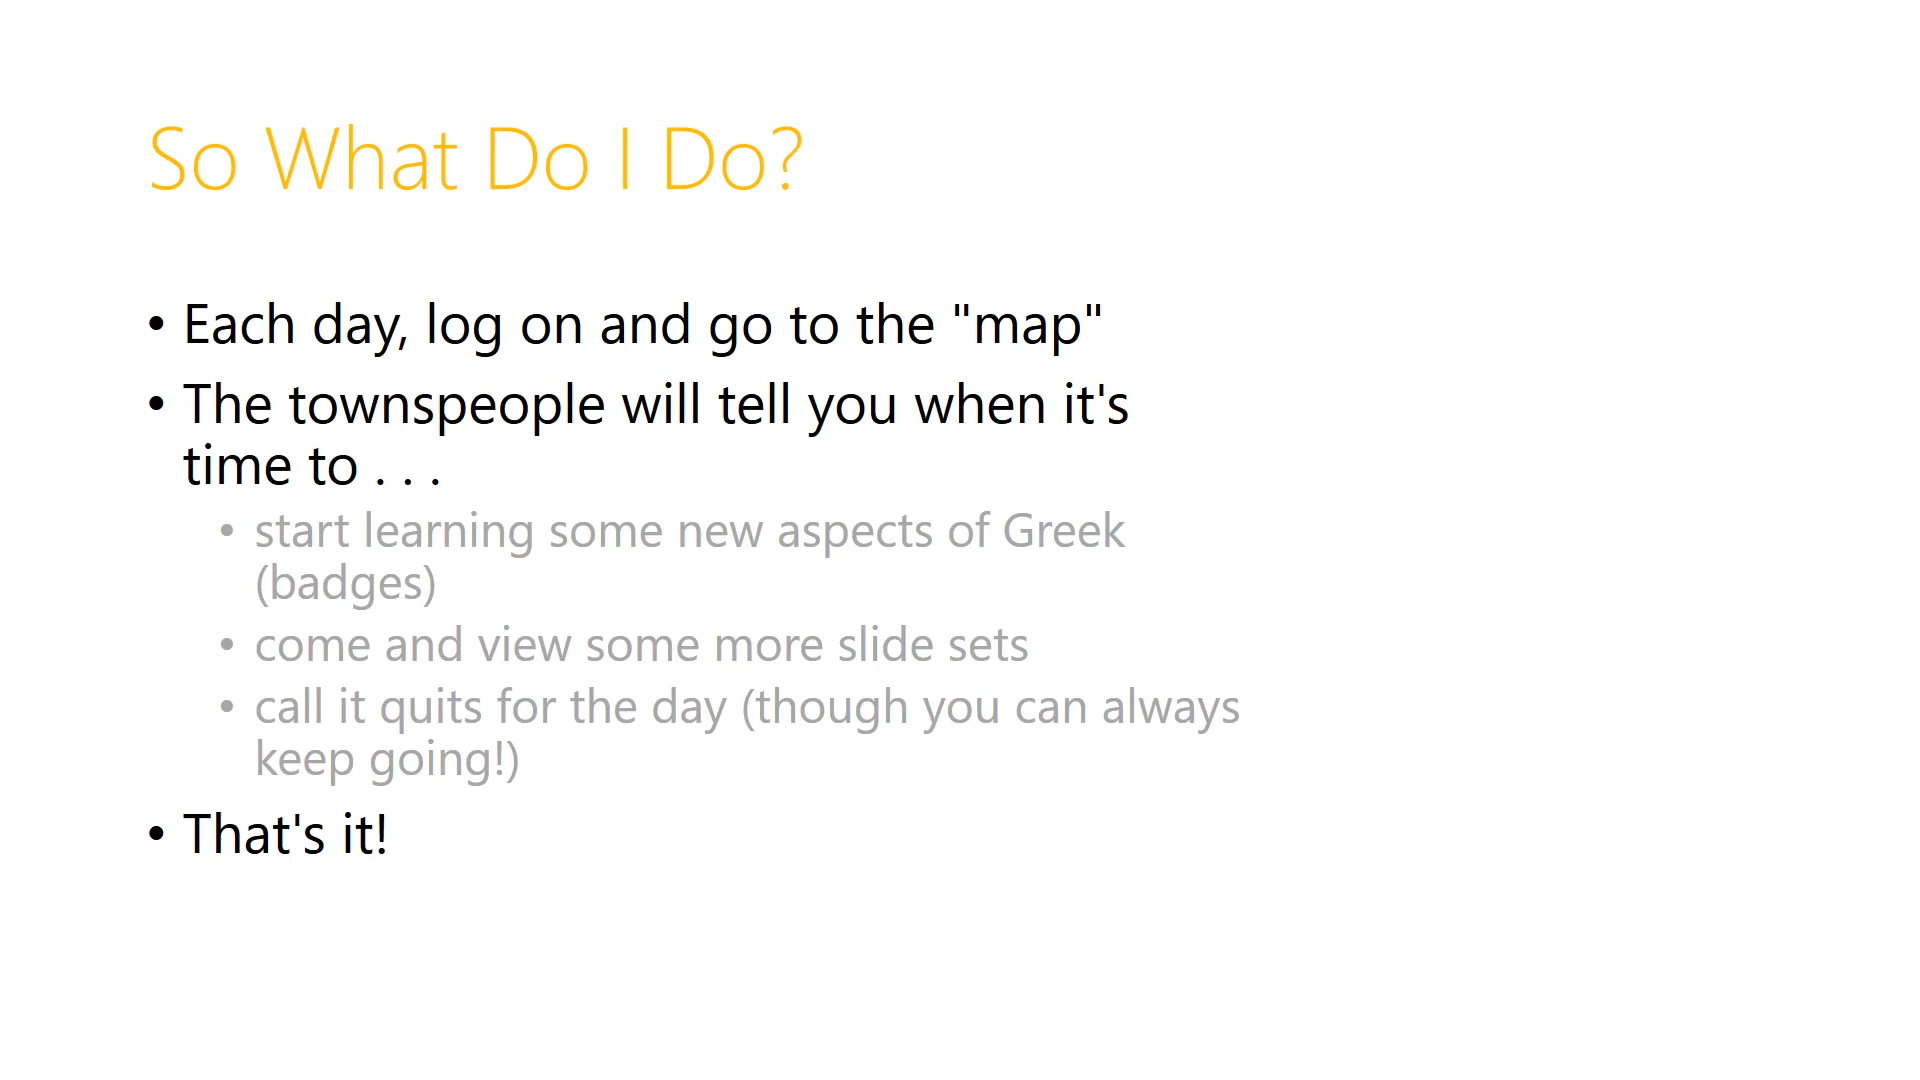 So What Do I Do?
• Each day, log on and go to the "map"
• The townspeople will tell you when it's
time to . . .
• start learning some new aspects of Greek
(badges)
• come and view some more slide sets
• call it quits for the day (though you can always
keep going!)
• That's it!